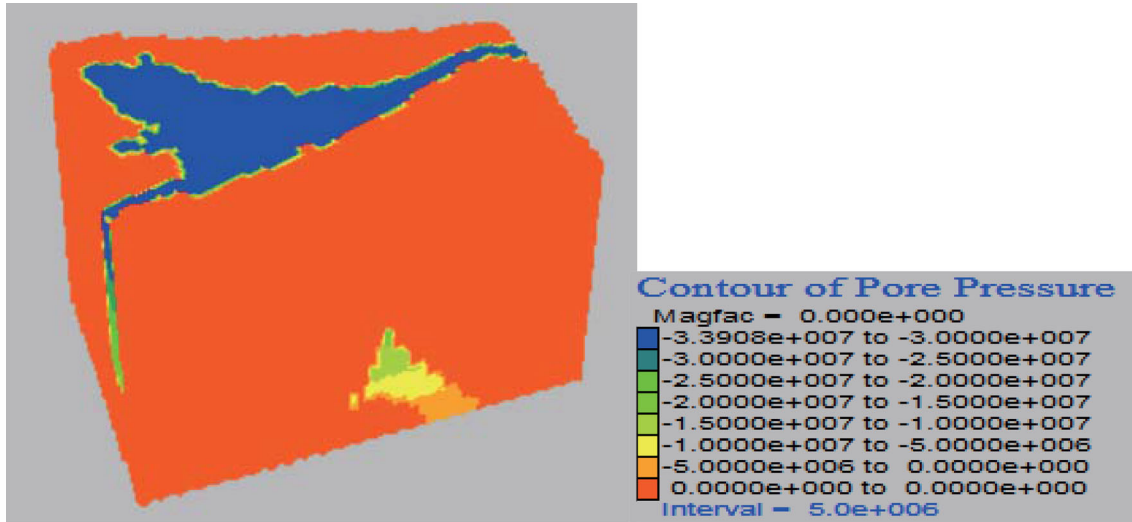 Contour of Pore Pressure
Magfac = 0.000e+000
-3.3908e+007 to -3.0000e+007
-3.0000e+007 to -2.5000e+007
-2.5000e+007 to -2.0000e+007
-2.0000e+007 to -1.5000e+007
-1.5000e+007 to -1.0000e+007
-1.0000e+007 to -5.0000e+006
-5.0000e+006 to 0.0000e+000
0.0000e+000 to 0.0000e+000
Interval = 5.0e+006